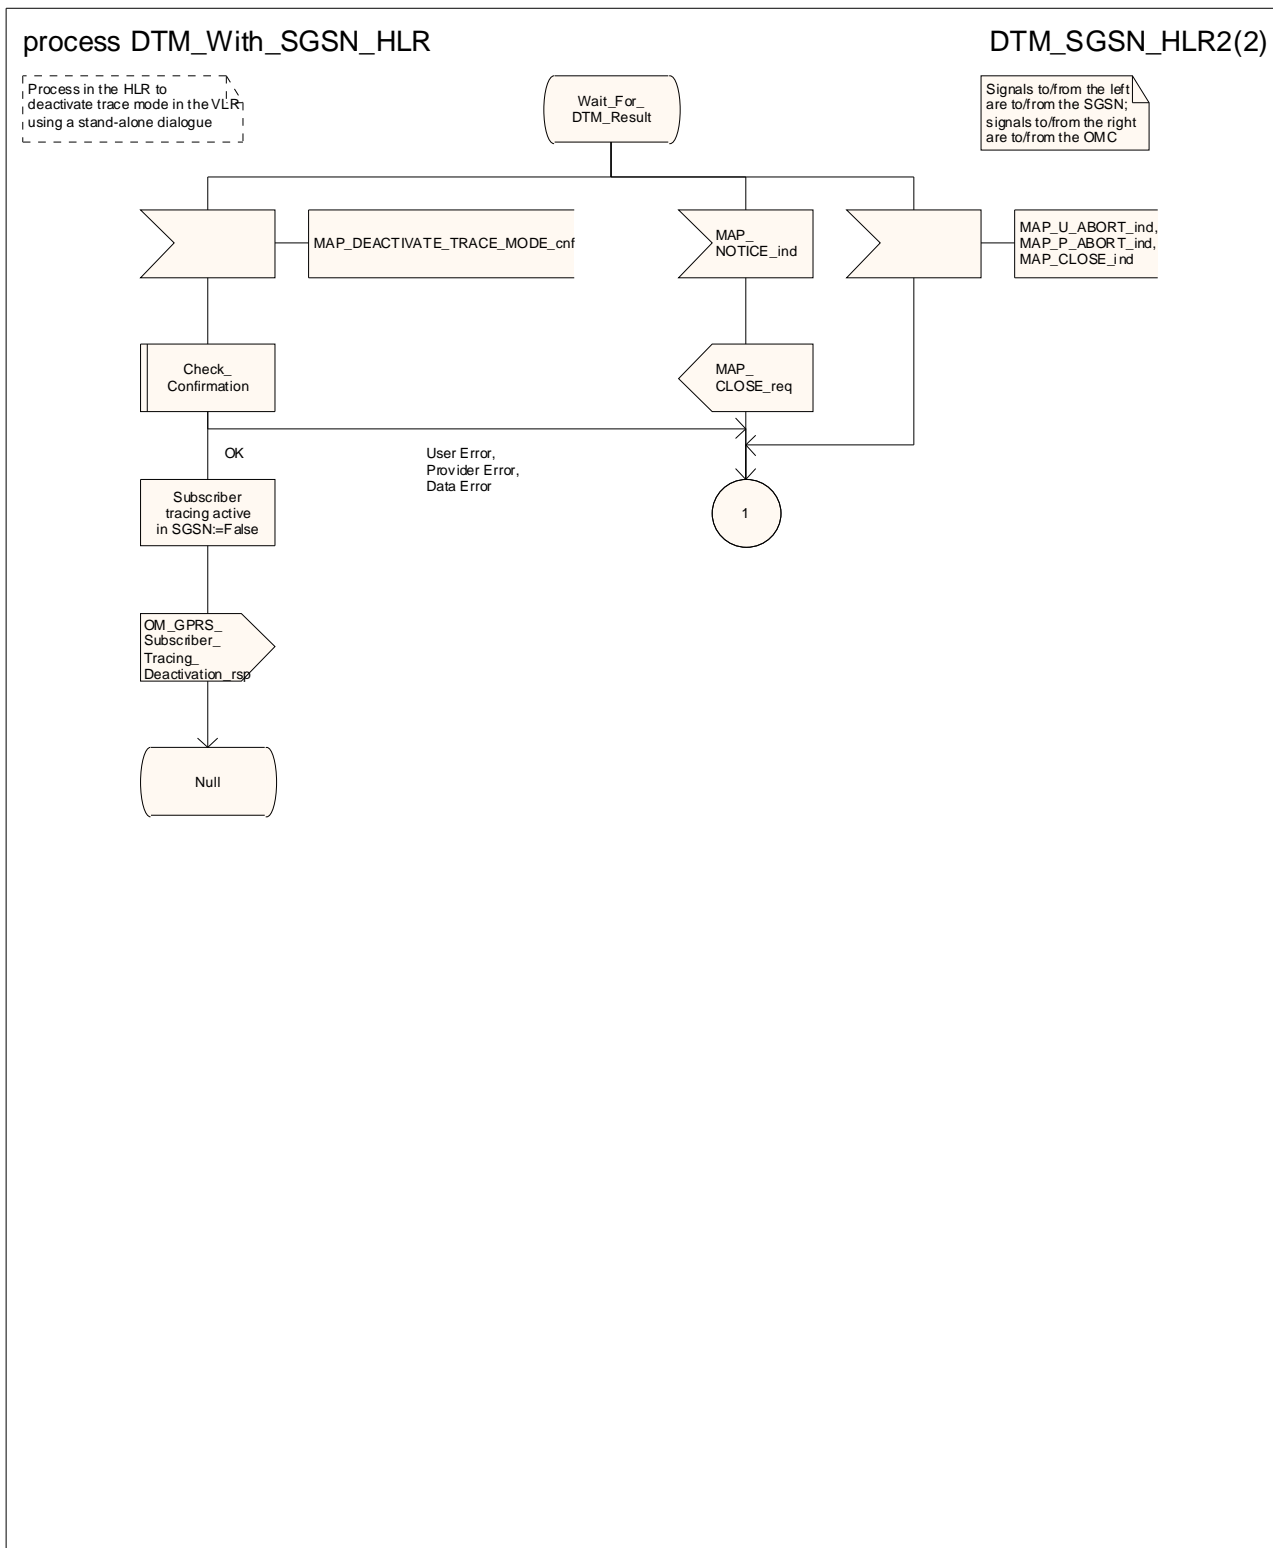 process DTM_With_SGSN_HLR
DTM_SGSN_HLR2(2)
Process in the HLR to
deactivate trace mode in the VLR
using a stand-alone dialogue
Wait_For_
DTM_Result
Signals to/from the left
are to/from the SGSN;
signals to/from the right
are to/from the OMC
MAP_DEACTIVATE_TRACE_MODE_cnf
MAP_
NOTICE_ind
MAP_U_ABORT_ind,
MAP_P_ABORT_ind,
MAP_CLOSE_ind
Check_
Confirmation
MAP_
CLOSE_req
OK
User Error,
Provider Error,
Data Error
Subscriber
tracing active
in SGSN:=False
1
OM_GPRS_
Subscriber_
Tracing_
Deactivation_rsp
Null